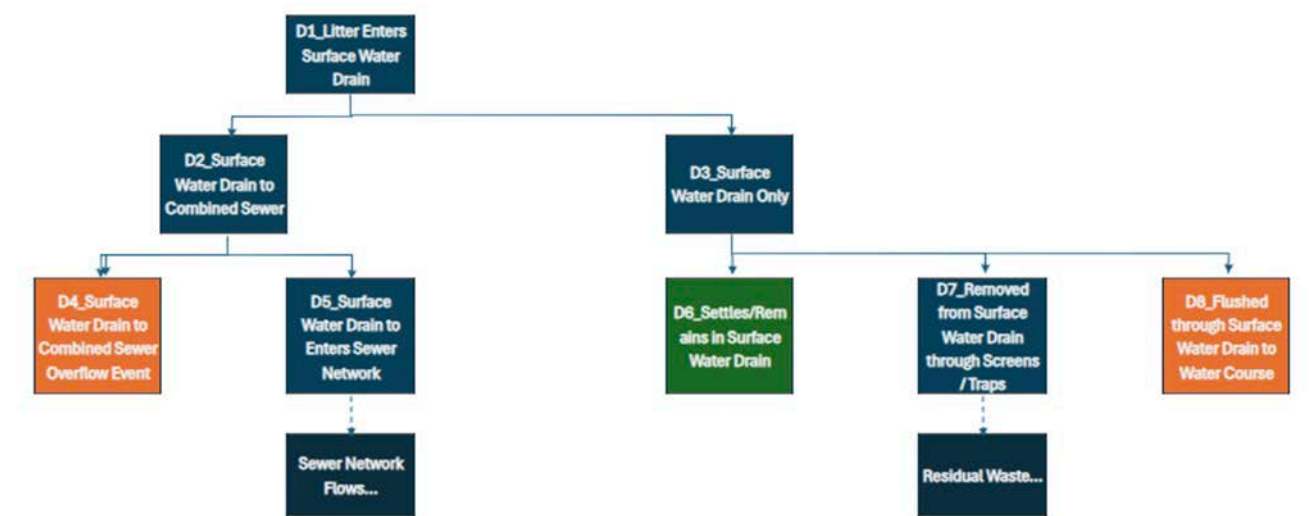 D1_Litter Enters
Surface Water
Drain
D2_Surface
Water Drain to
Combined Sewer
D3_Surface
Water Drain Only
D4_Surface
Water Drain to
Combined Sewer
Overflow Event
D5_Surface
Water Drain to
Enters Sewer
Network
D6_Settles/Rem
ains in Surface
Water Drain
D7_Removed
from Surface
Water Drain
through Screens
/ Traps
D8_Flushed
through Surface
Water Drain to
Water Course
Sewer Network
Flows...
Residual Waste...